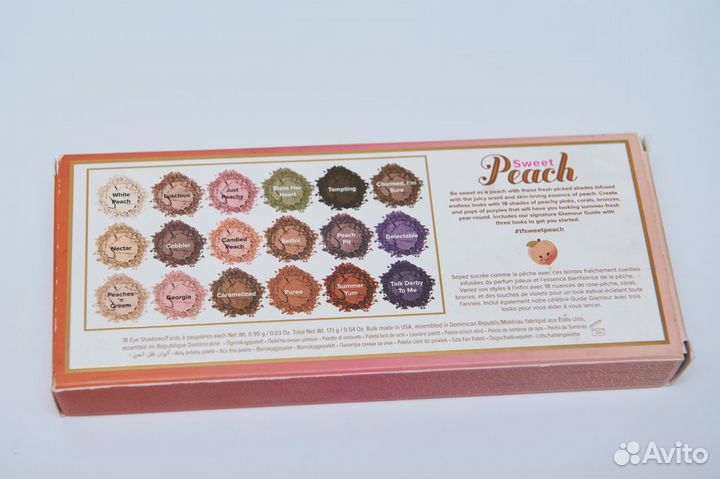 White Peach
Luscious
Just Peachy
Bless Her Heart
Tempting
Charmed, I'm Sure
Nectar
Cobbler
Candied Peach
Bellini
Peach Pit
Delectable
Peaches 'n Cream
Georgia
Caramelized
Puree
Summer Yum
Talk Derby To Me
Sweet
Peach
Be sweet as a peach with these fresh-picked shades infused
with the juicy scent and skin-loving essence of peach. Create
endless looks with 18 shades of peachy pinks, corals, bronzes,
and pops of purples that will have you looking summer-fresh
year-round. Includes our signature Glamour Guide with
three looks to get you started.
#tfsweetpeach
Soyez sucrée comme la pêche avec ces teintes fraîchement cueillies
infusées du parfum juteux et l'essence bienfaitrice de la pêche.
Variez vos styles à l'infini avec 18 nuances de rose-pêches, corail,
bronze, et des touches de violets pour un look estival éclatant toute
l'année. Inclus également notre célèbre Guide Glamour avec trois
looks pour vous aider à vous lancer.
18 Eye Shadows/Fards à paupières each Net Wt. 0.95 g / 0.03 Oz. Total Net Wt. 17.1 g / 0.54 Oz. Bulk made in USA, assembled in Dominican Republic/Matériau fabriqué aux États-Unis,
assemblé en République Dominicaine.
Avito